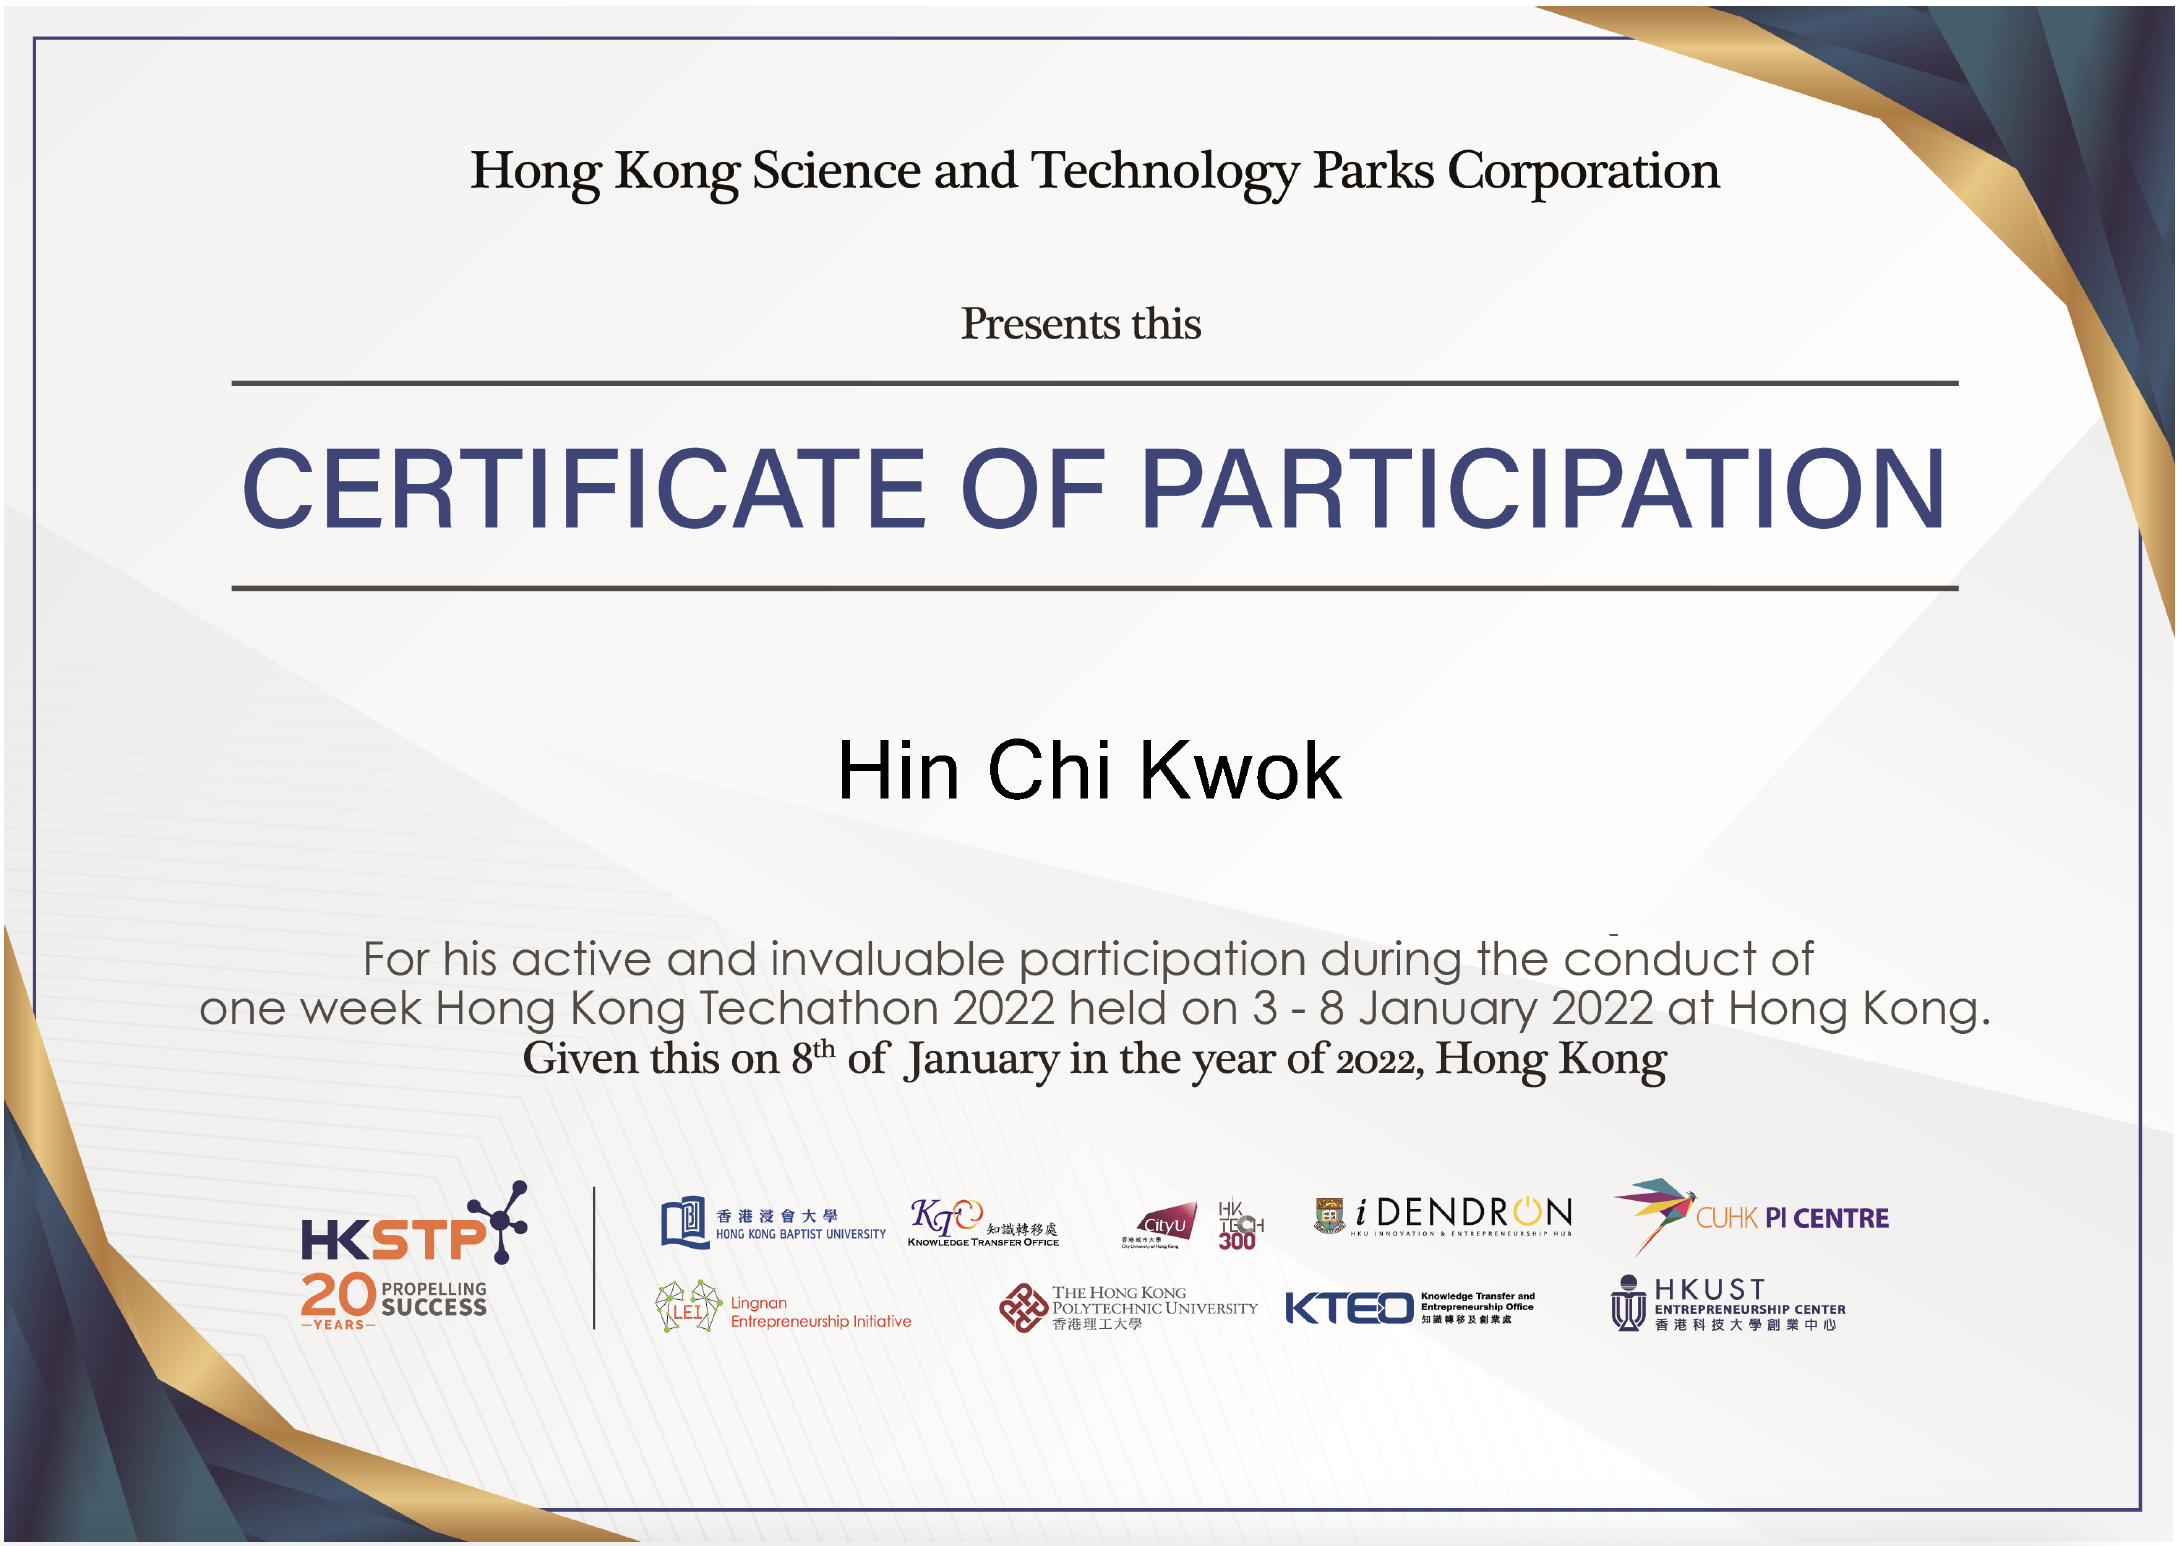 Hong Kong Science and Technology Parks Corporation
Presents this
CERTIFICATE OF PARTICIPATION
Hin Chi Kwok
For his active and invaluable participation during the conduct of
one week Hong Kong Techathon 2022 held on 3 - 8 January 2022 at Hong Kong.
Given this on 8th of January in the year of 2022, Hong Kong
HKSTP
20 PROPELLING SUCCESS
YEARS
香港浸會大學
HONG KONG BAPTIST UNIVERSITY
KTO 知識轉移處
KNOWLEDGE TRANSFER OFFICE
CityU
香港城市大學
City University of Hong Kong
HK
TECH
300
iDENDRON
HKU INNOVATION & ENTREPRENEURSHIP HUB
CUHK PI CENTRE
LEI
Lingnan
Entrepreneurship Initiative
THE HONG KONG
POLYTECHNIC UNIVERSITY
香港理工大學
KTEO
Knowledge Transfer and
Entrepreneurship Office
知識轉移及創業處
HKUST
ENTREPRENEURSHIP CENTER
香港科技大學創業中心